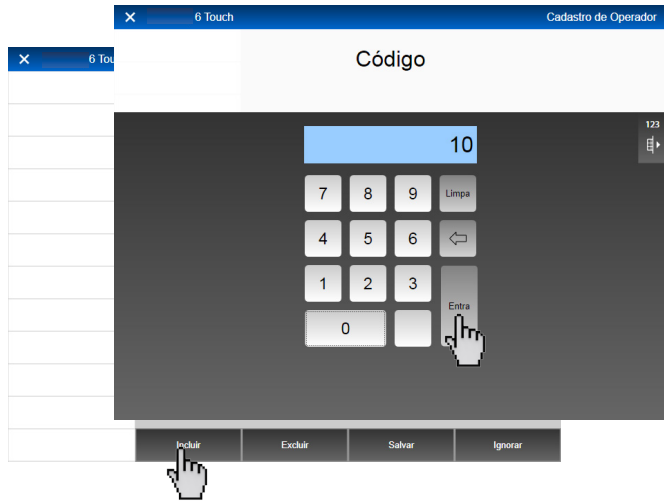 6 Touch
Cadastro de Operador
Código
6 Tou
123
10
7 8 9 Limpa
4 5 6
1 2 3
Entra
0
Incluir Excluir Salvar Ignorar